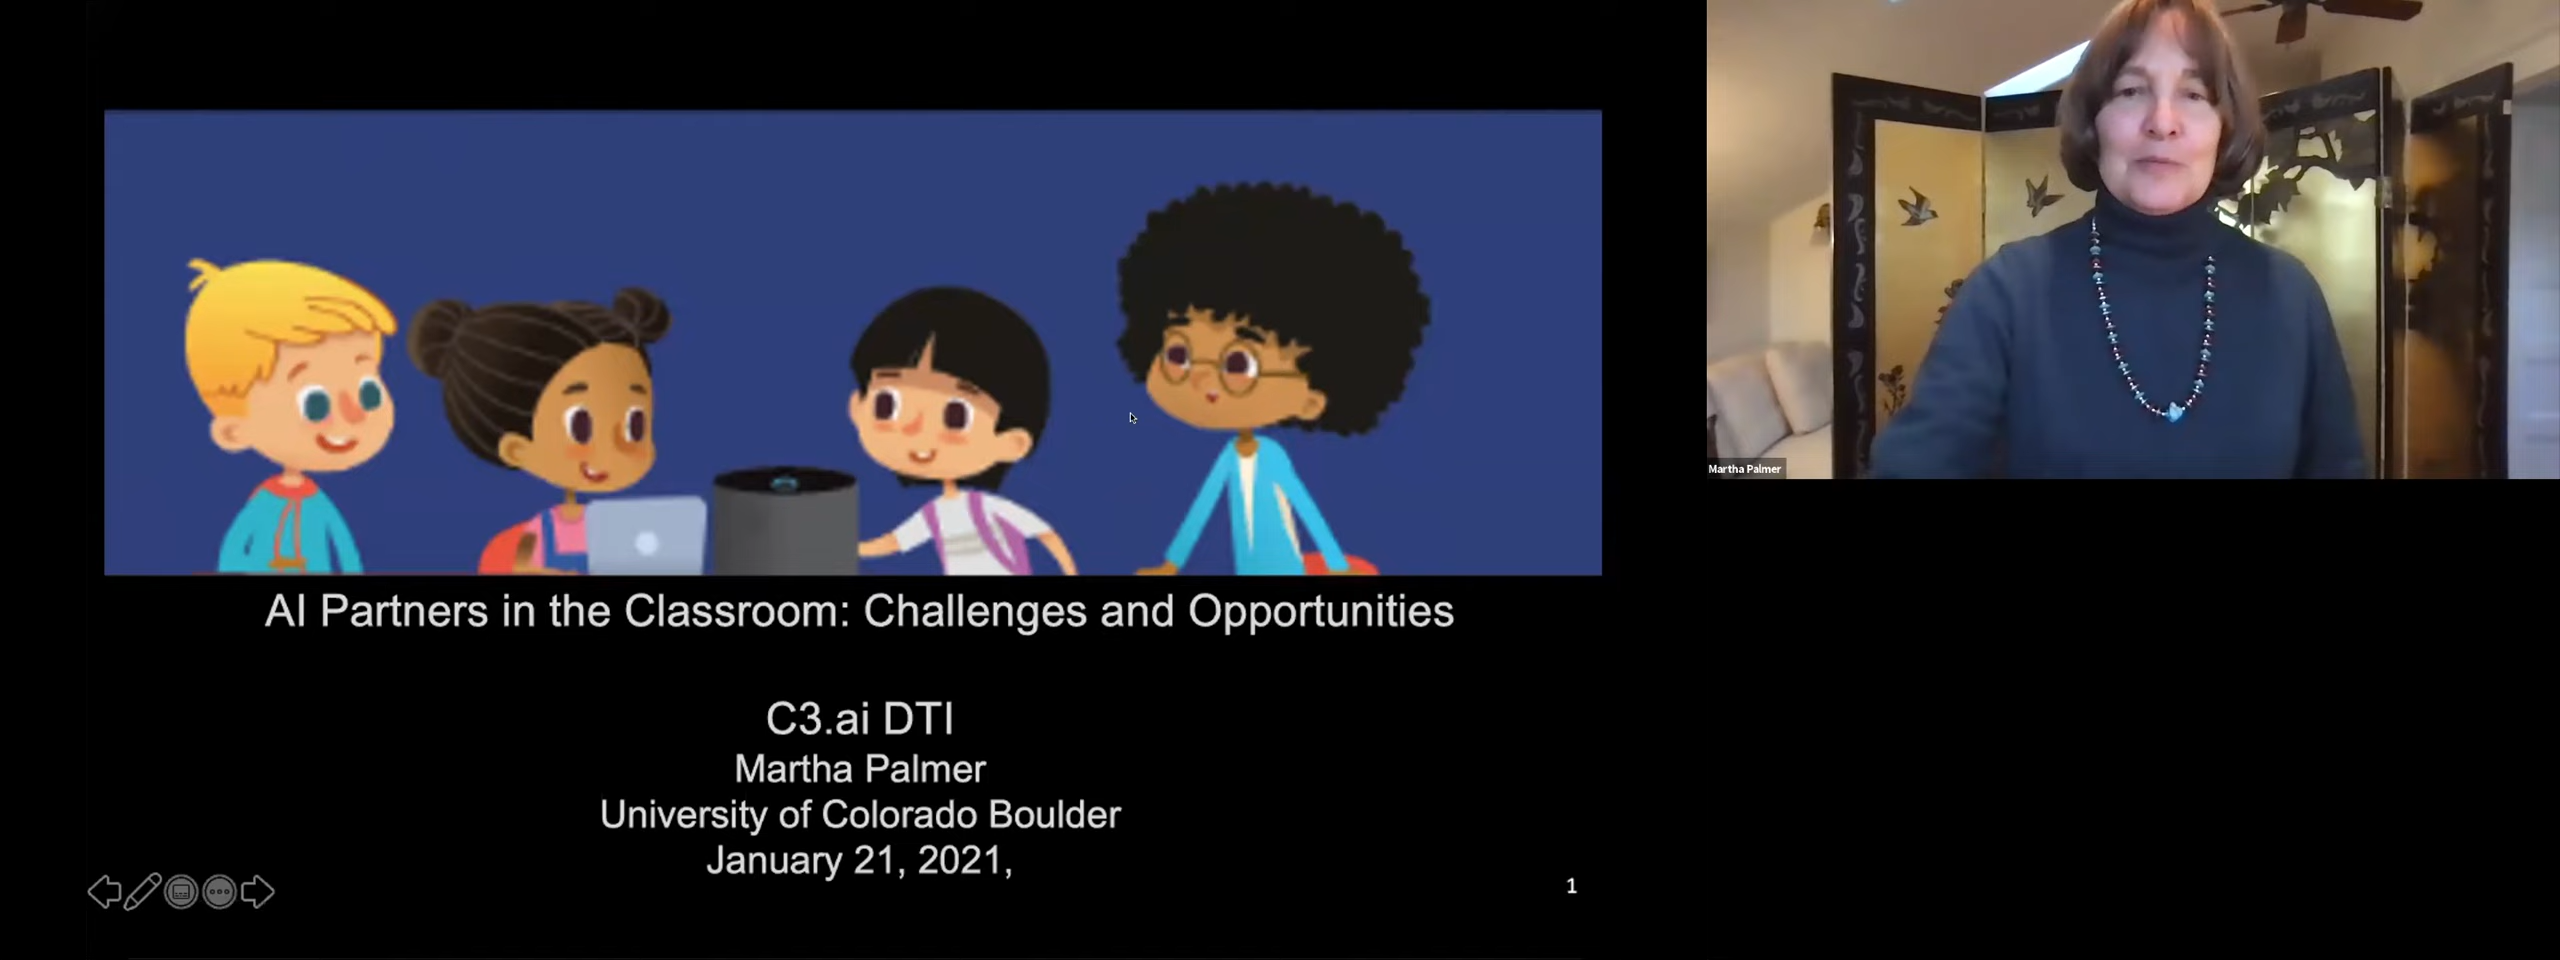 AI Partners in the Classroom: Challenges and Opportunities
C3.ai DTI
Martha Palmer
University of Colorado Boulder
January 21, 2021,
1
Martha Palmer